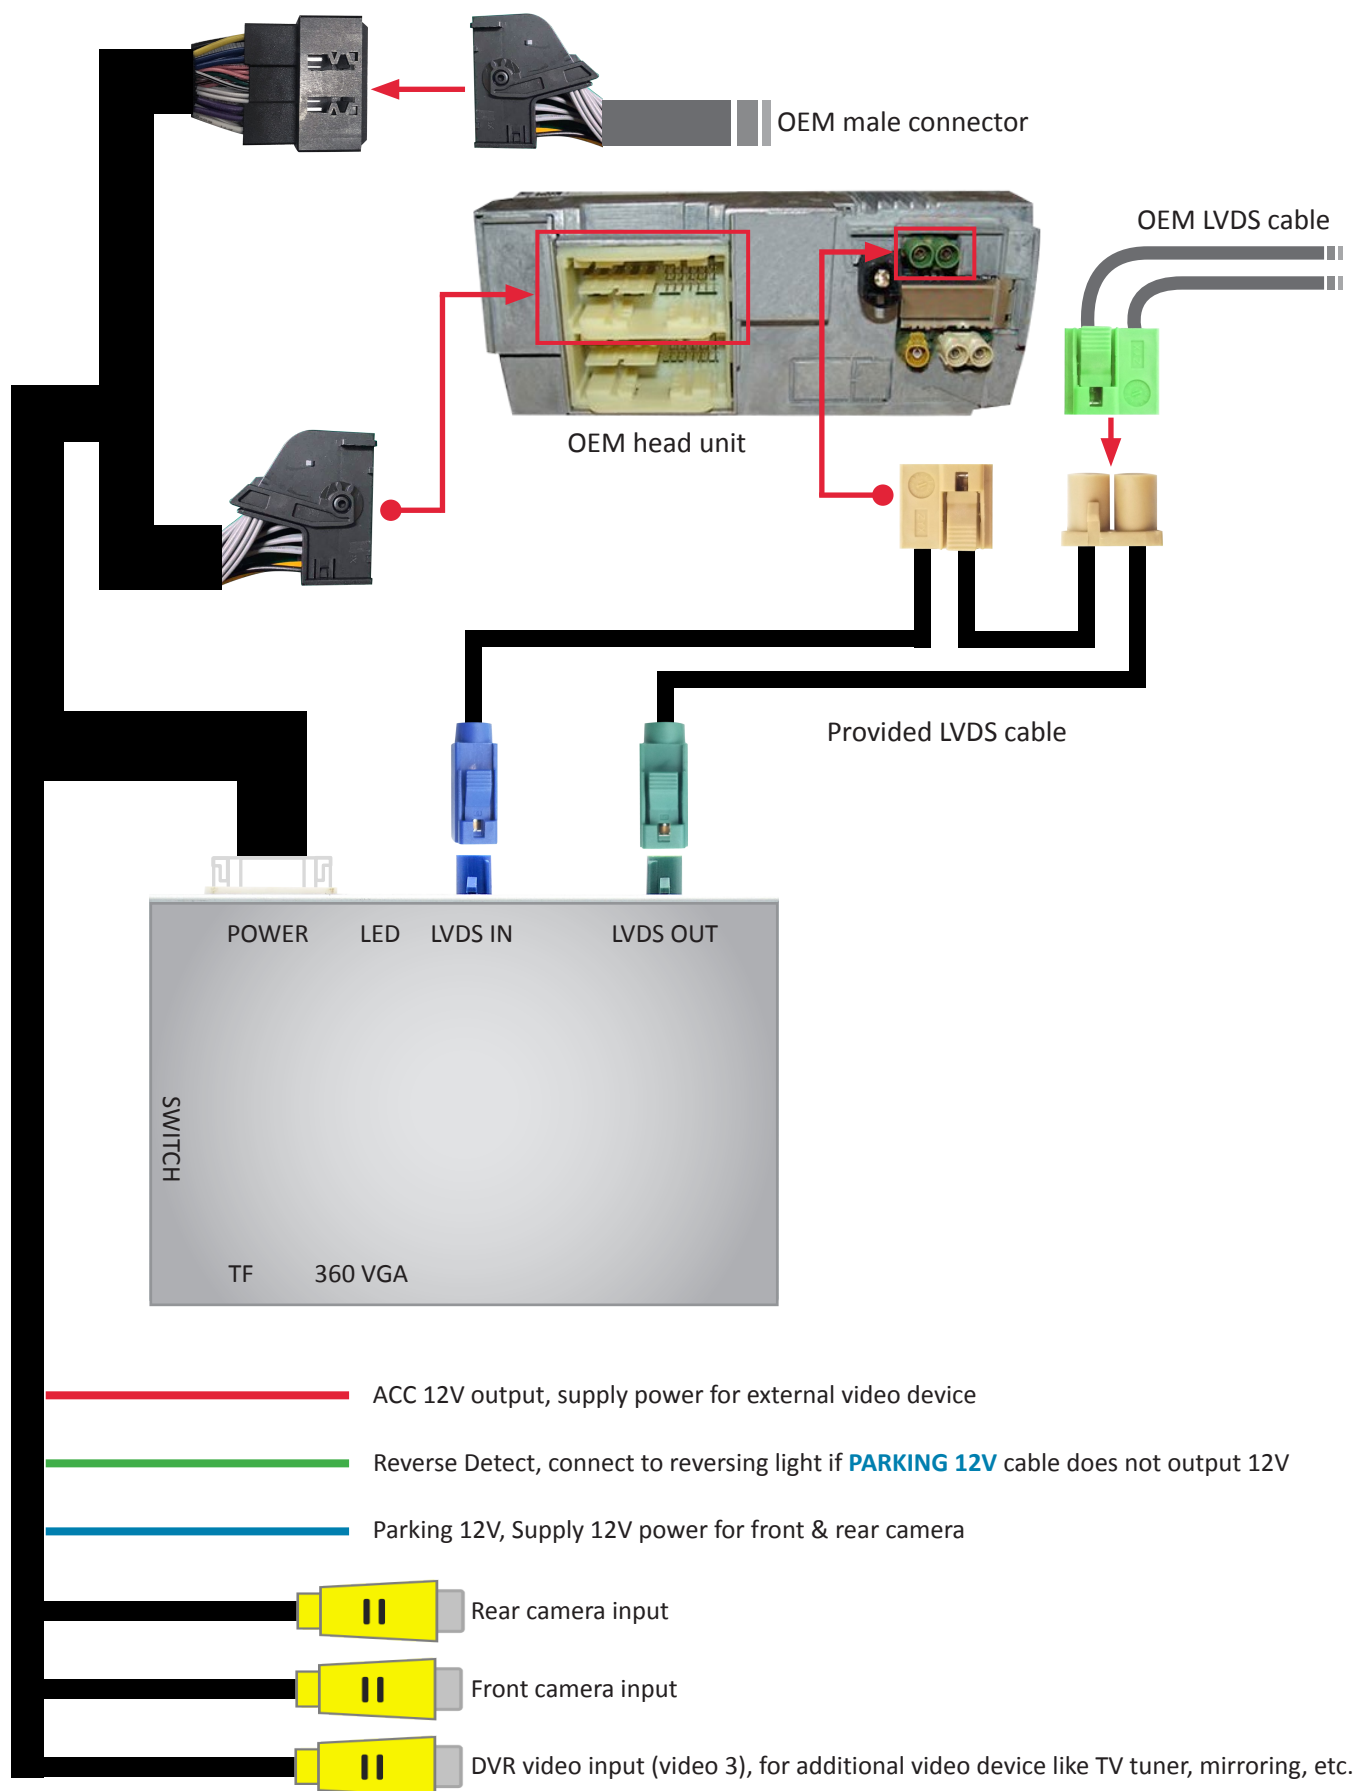 OEM male connector
OEM LVDS cable
OEM head unit
Provided LVDS cable
POWER
LED
LVDS IN
LVDS OUT
SWITCH
TF
360 VGA
ACC 12V output, supply power for external video device
Reverse Detect, connect to reversing light if PARKING 12V cable does not output 12V
Parking 12V, Supply 12V power for front & rear camera
Rear camera input
Front camera input
DVR video input (video 3), for additional video device like TV tuner, mirroring, etc.